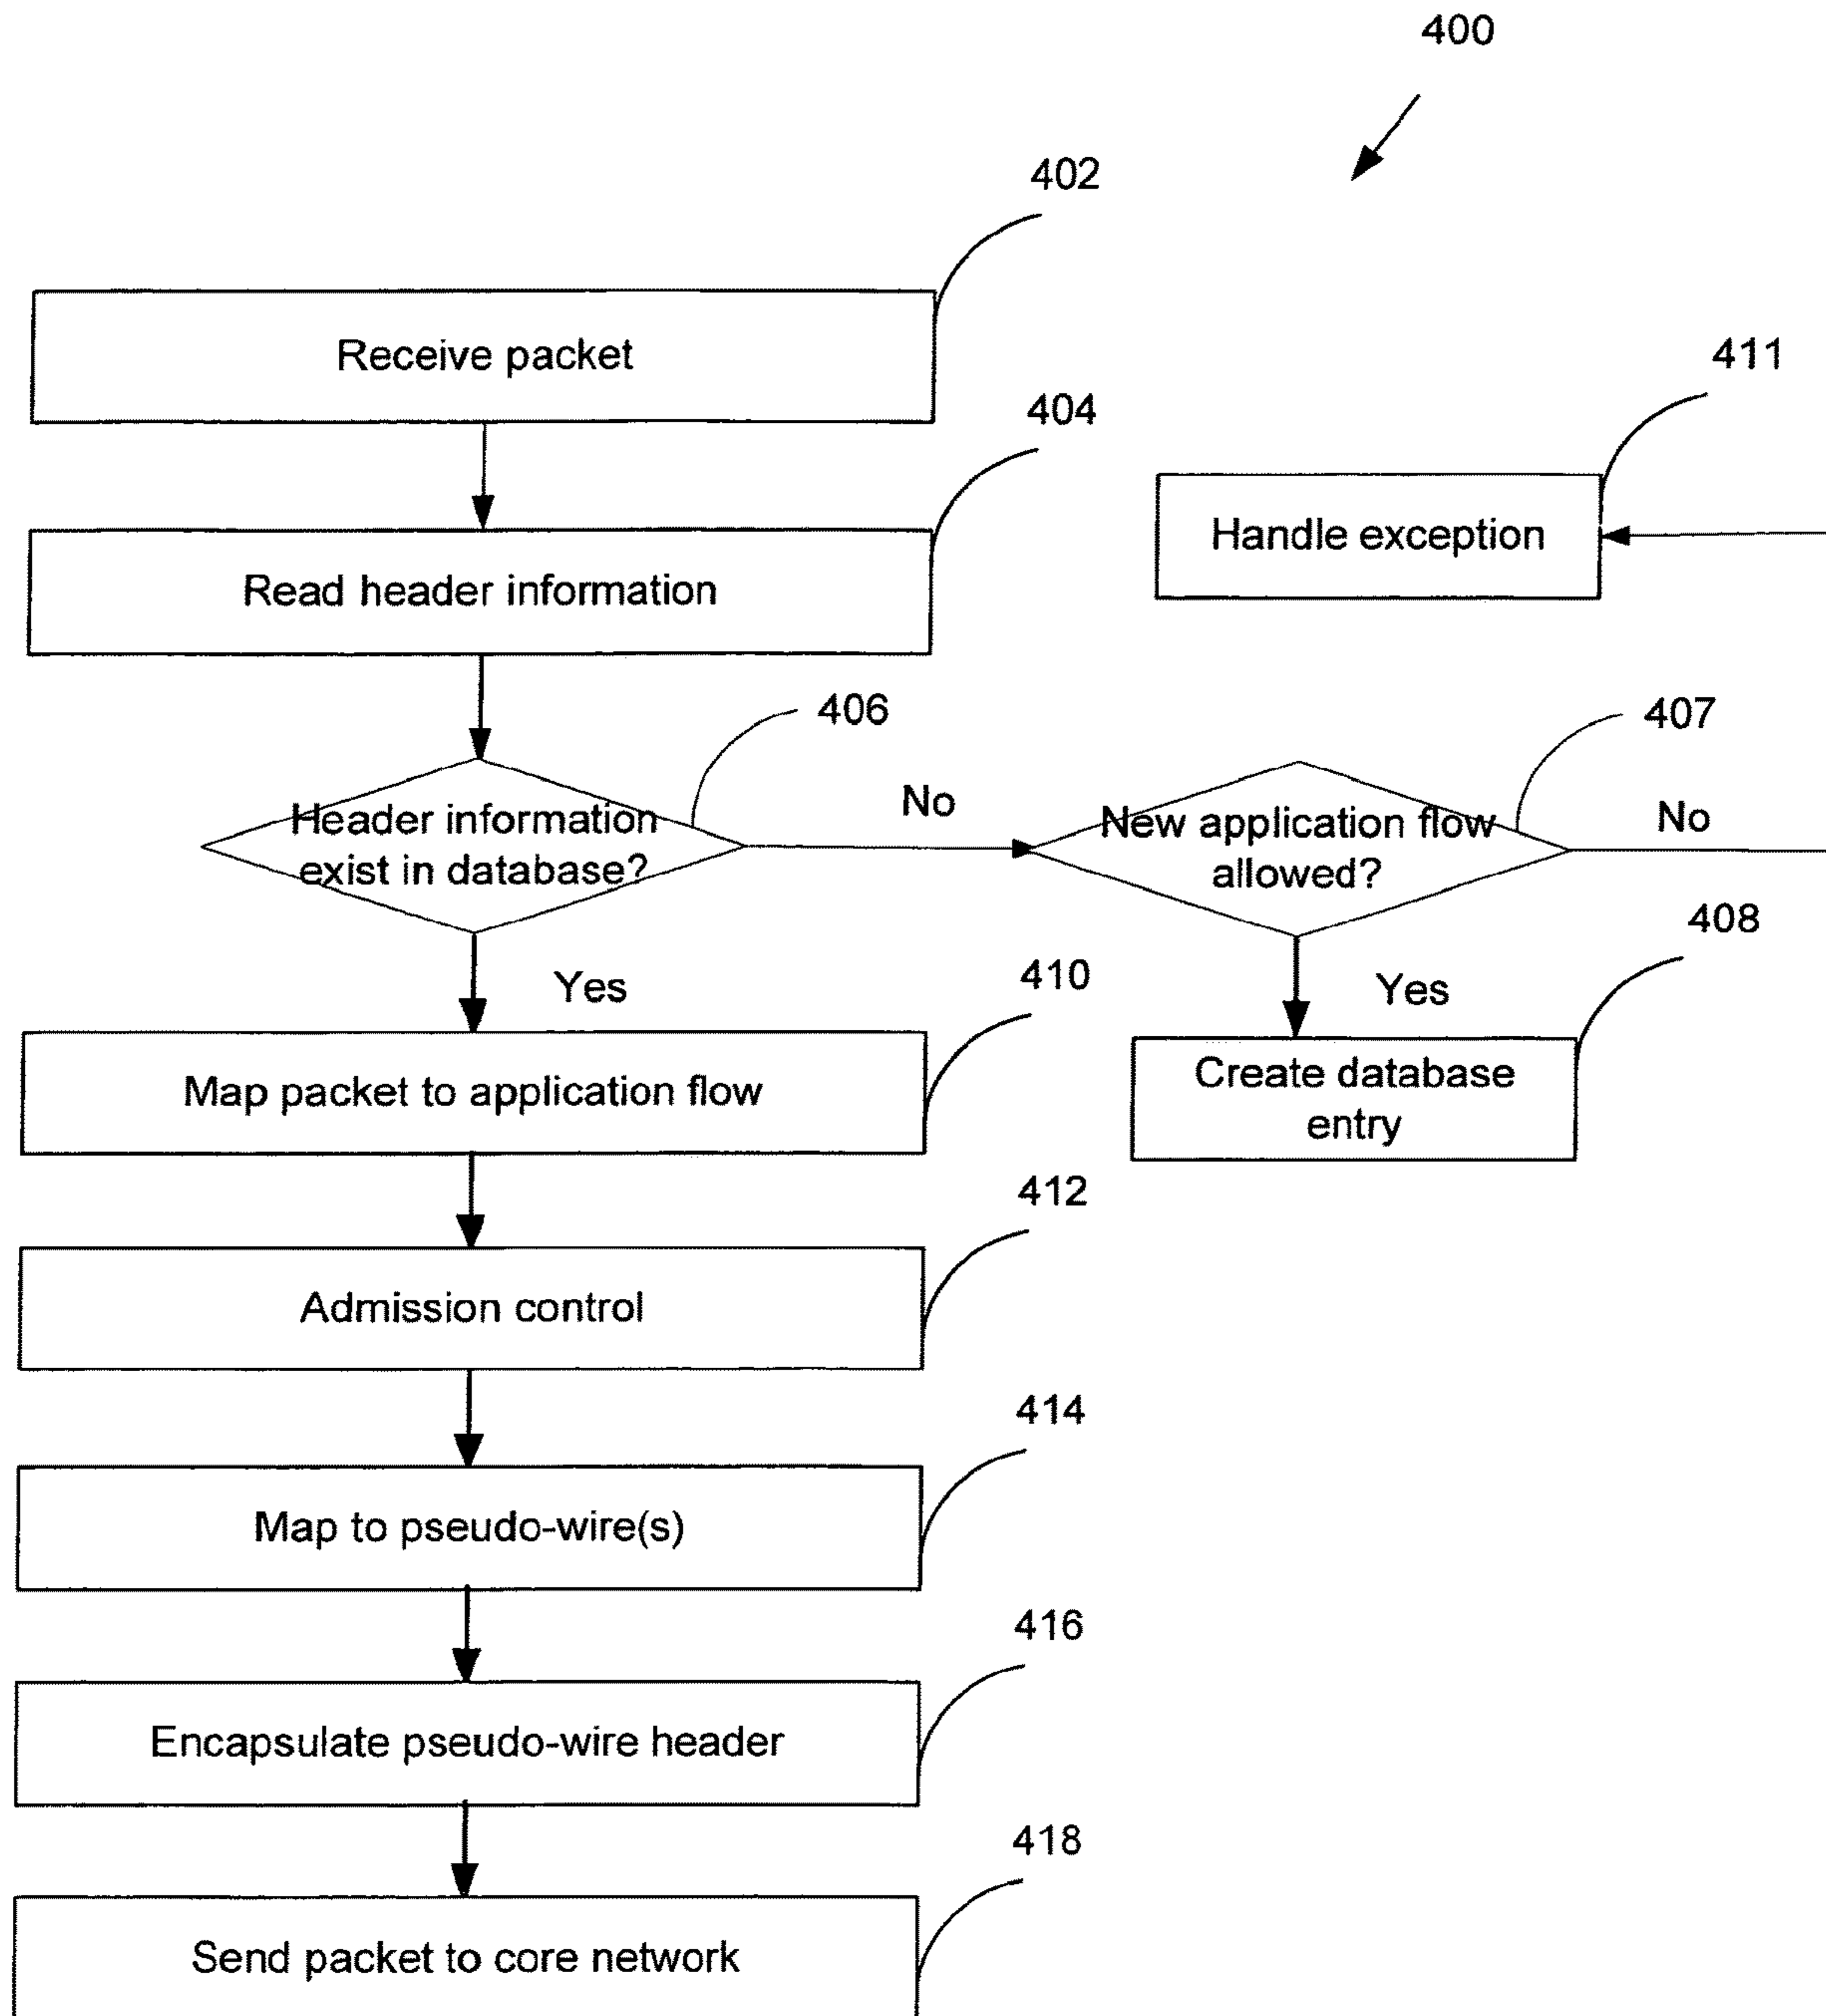 400
402
Receive packet
411
404
Handle exception
Read header information
406
407
Header information
exist in database?
No
New application flow
allowed?
No
408
Yes
410
Yes
Map packet to application flow
Create database
entry
412
Admission control
414
Map to pseudo-wire(s)
416
Encapsulate pseudo-wire header
418
Send packet to core network